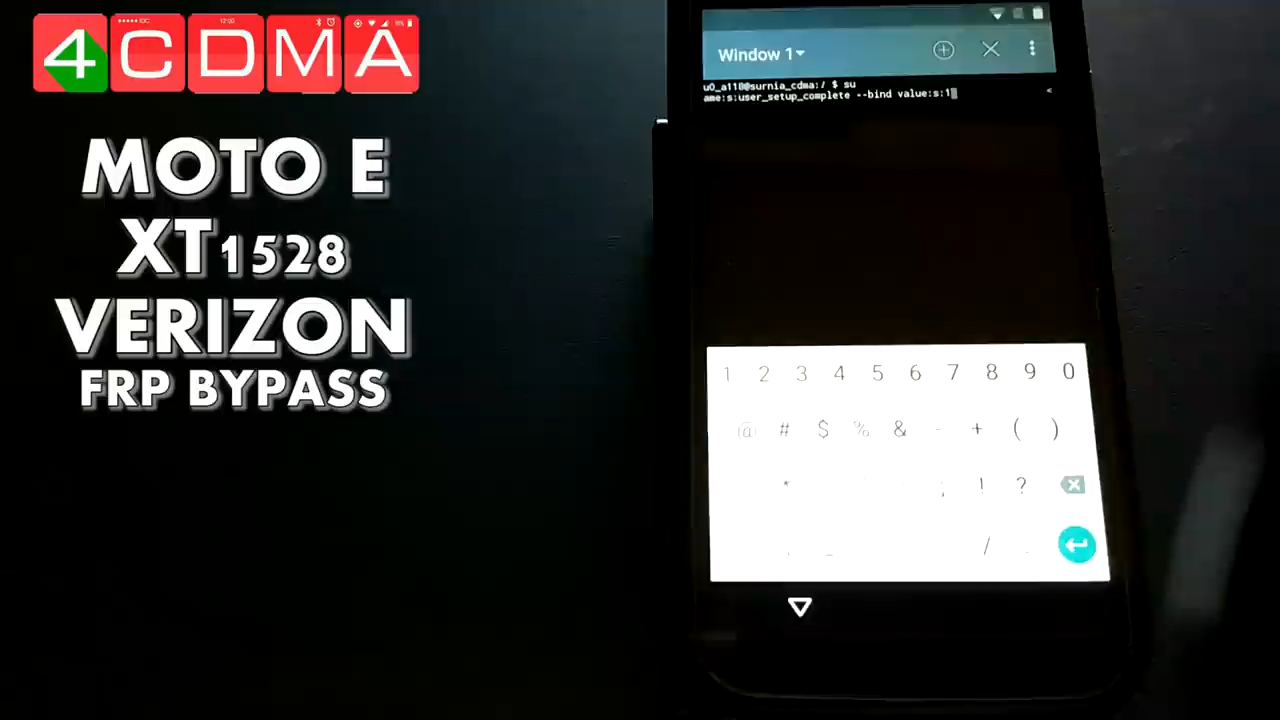 4CDMA
MOTO E
XT1528
VERIZON
FRP BYPASS
Window 1
u0_a110@surnia_cdma:/ $ su
ame:s:user_setup_complete --bind value:s:1
<
1 2 3 4 5 6 7 8 9 0
@ # $ % & - + ( )
* ; ! ?
, _ / .